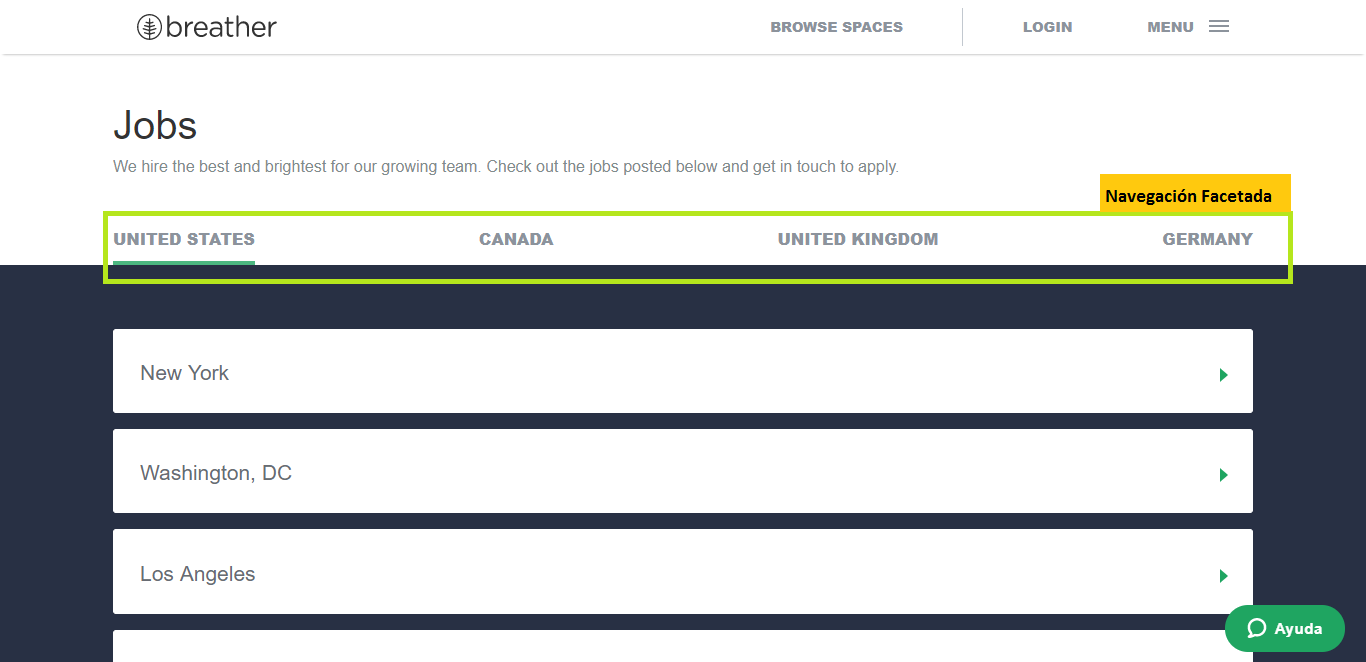 breather
BROWSE SPACES
LOGIN
MENU
Jobs
We hire the best and brightest for our growing team. Check out the jobs posted below and get in touch to apply.
Navegación Facetada
UNITED STATES
CANADA
UNITED KINGDOM
GERMANY
New York
Washington, DC
Los Angeles
Ayuda